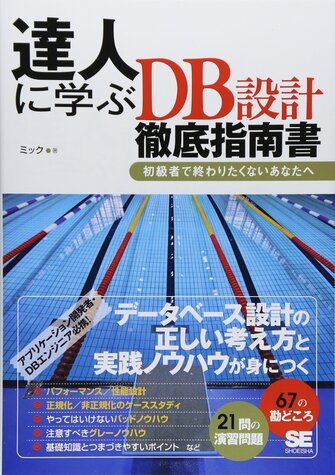 達人
に学ぶ
DB設計
徹底指南書
ミック 著
初級者で終わりたくないあなたへ
アプリケーション開発者・
DBエンジニア必携!
データベース設計の
正しい考え方と
実践ノウハウが身につく
パフォーマンス/性能設計
正規化/非正規化のケーススタディ
やってはいけないバッドノウハウ
注意すべきグレーノウハウ
基礎知識とつまづきやすいポイント など
21問の
演習問題
67の
勘どころ
SE
SHOEISHA